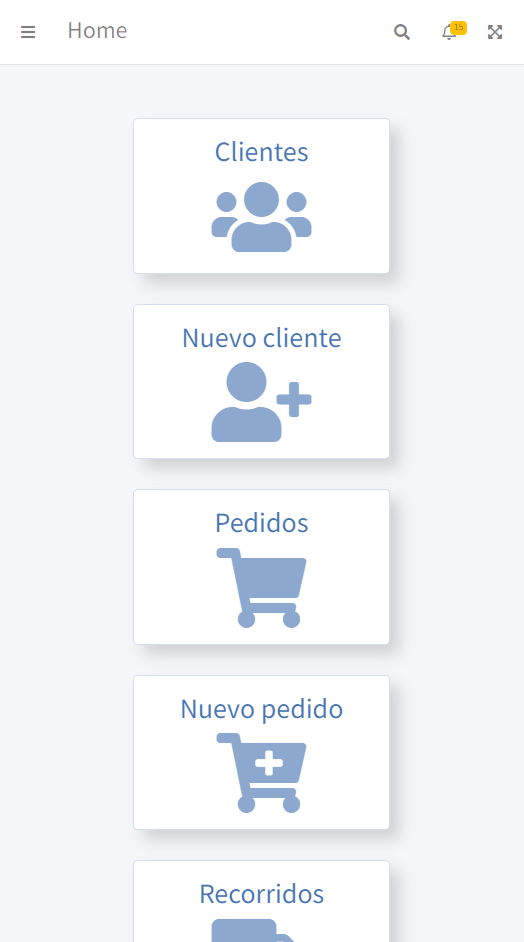 Home
15
Clientes
Nuevo cliente
Pedidos
Nuevo pedido
Recorridos